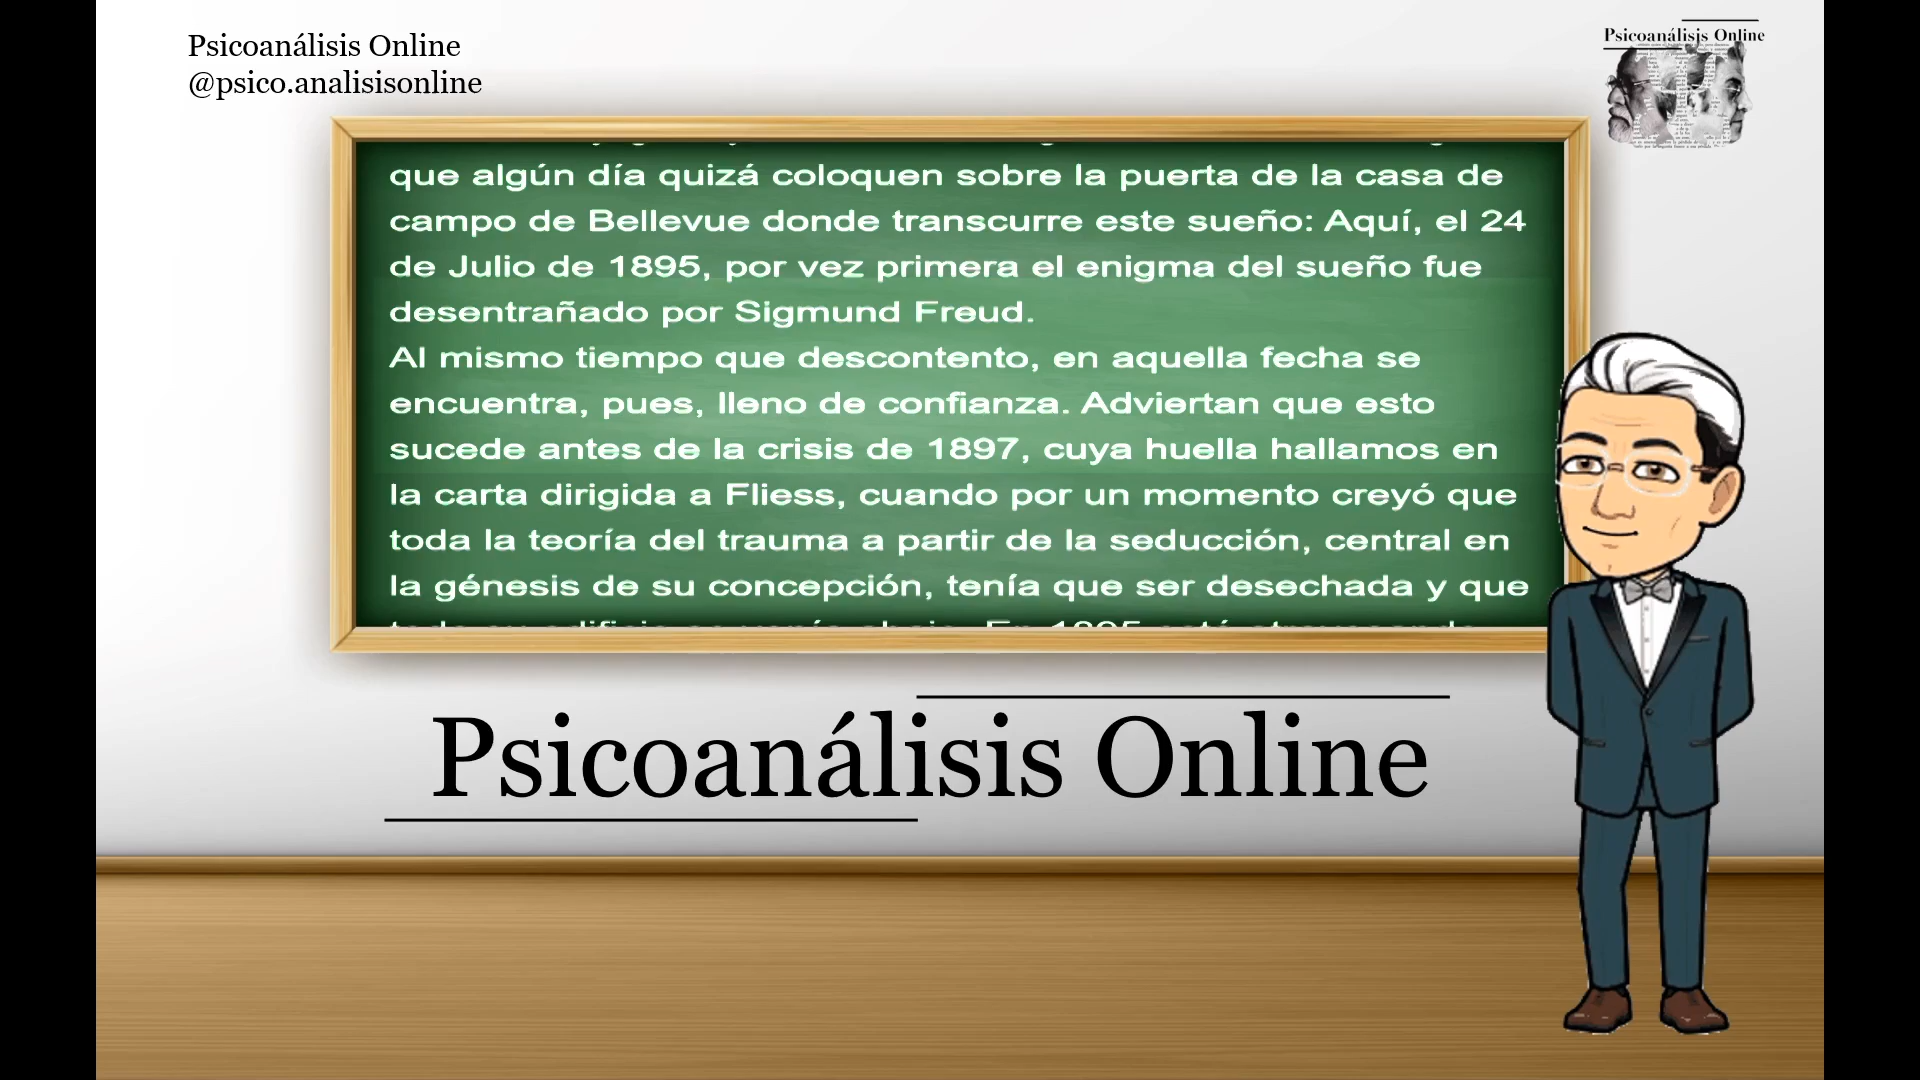 Psicoanálisis Online
@psico.analisisonline
Psicoanálisis Online
que algún día quizá coloquen sobre la puerta de la casa de
campo de Bellevue donde transcurre este sueño: Aquí, el 24
de Julio de 1895, por vez primera el enigma del sueño fue
desentrañado por Sigmund Freud.
Al mismo tiempo que descontento, en aquella fecha se
encuentra, pues, lleno de confianza. Adviertan que esto
sucede antes de la crisis de 1897, cuya huella hallamos en
la carta dirigida a Fliess, cuando por un momento creyó que
toda la teoría del trauma a partir de la seducción, central en
la génesis de su concepción, tenía que ser desechada y que
Psicoanálisis Online